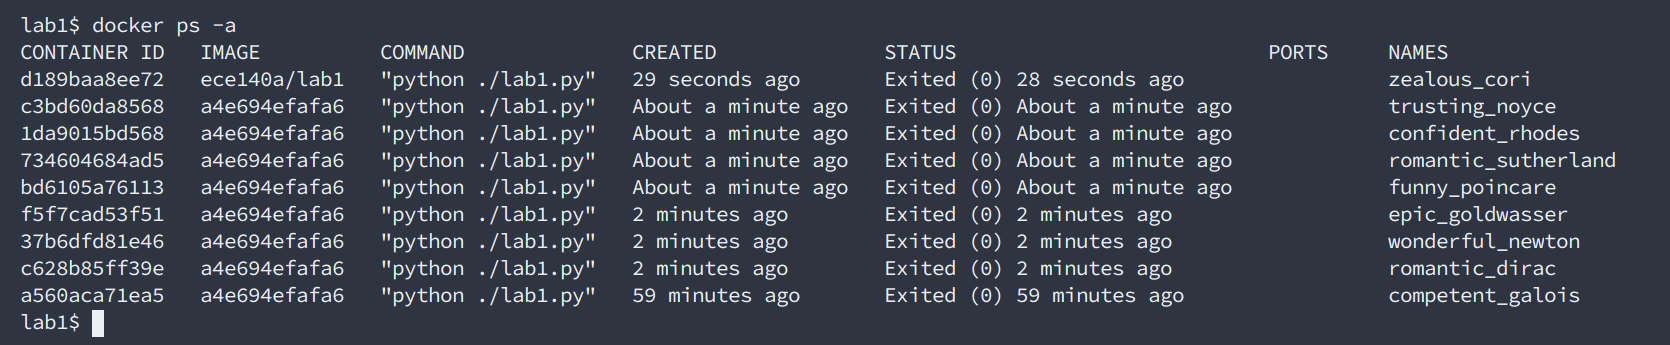 lab1$ docker ps -a
CONTAINER ID   IMAGE          COMMAND              CREATED              STATUS                          PORTS     NAMES
d189baa8ee72   ece140a/lab1   "python ./lab1.py"   29 seconds ago       Exited (0) 28 seconds ago                 zealous_cori
c3bd60da8568   a4e694efafa6   "python ./lab1.py"   About a minute ago   Exited (0) About a minute ago             trusting_noyce
1da9015bd568   a4e694efafa6   "python ./lab1.py"   About a minute ago   Exited (0) About a minute ago             confident_rhodes
734604684ad5   a4e694efafa6   "python ./lab1.py"   About a minute ago   Exited (0) About a minute ago             romantic_sutherland
bd6105a76113   a4e694efafa6   "python ./lab1.py"   About a minute ago   Exited (0) About a minute ago             funny_poincare
f5f7cad53f51   a4e694efafa6   "python ./lab1.py"   2 minutes ago        Exited (0) 2 minutes ago                  epic_goldwasser
37b6dfd81e46   a4e694efafa6   "python ./lab1.py"   2 minutes ago        Exited (0) 2 minutes ago                  wonderful_newton
c628b85ff39e   a4e694efafa6   "python ./lab1.py"   2 minutes ago        Exited (0) 2 minutes ago                  romantic_dirac
a560aca71ea5   a4e694efafa6   "python ./lab1.py"   59 minutes ago       Exited (0) 59 minutes ago                 competent_galois
lab1$